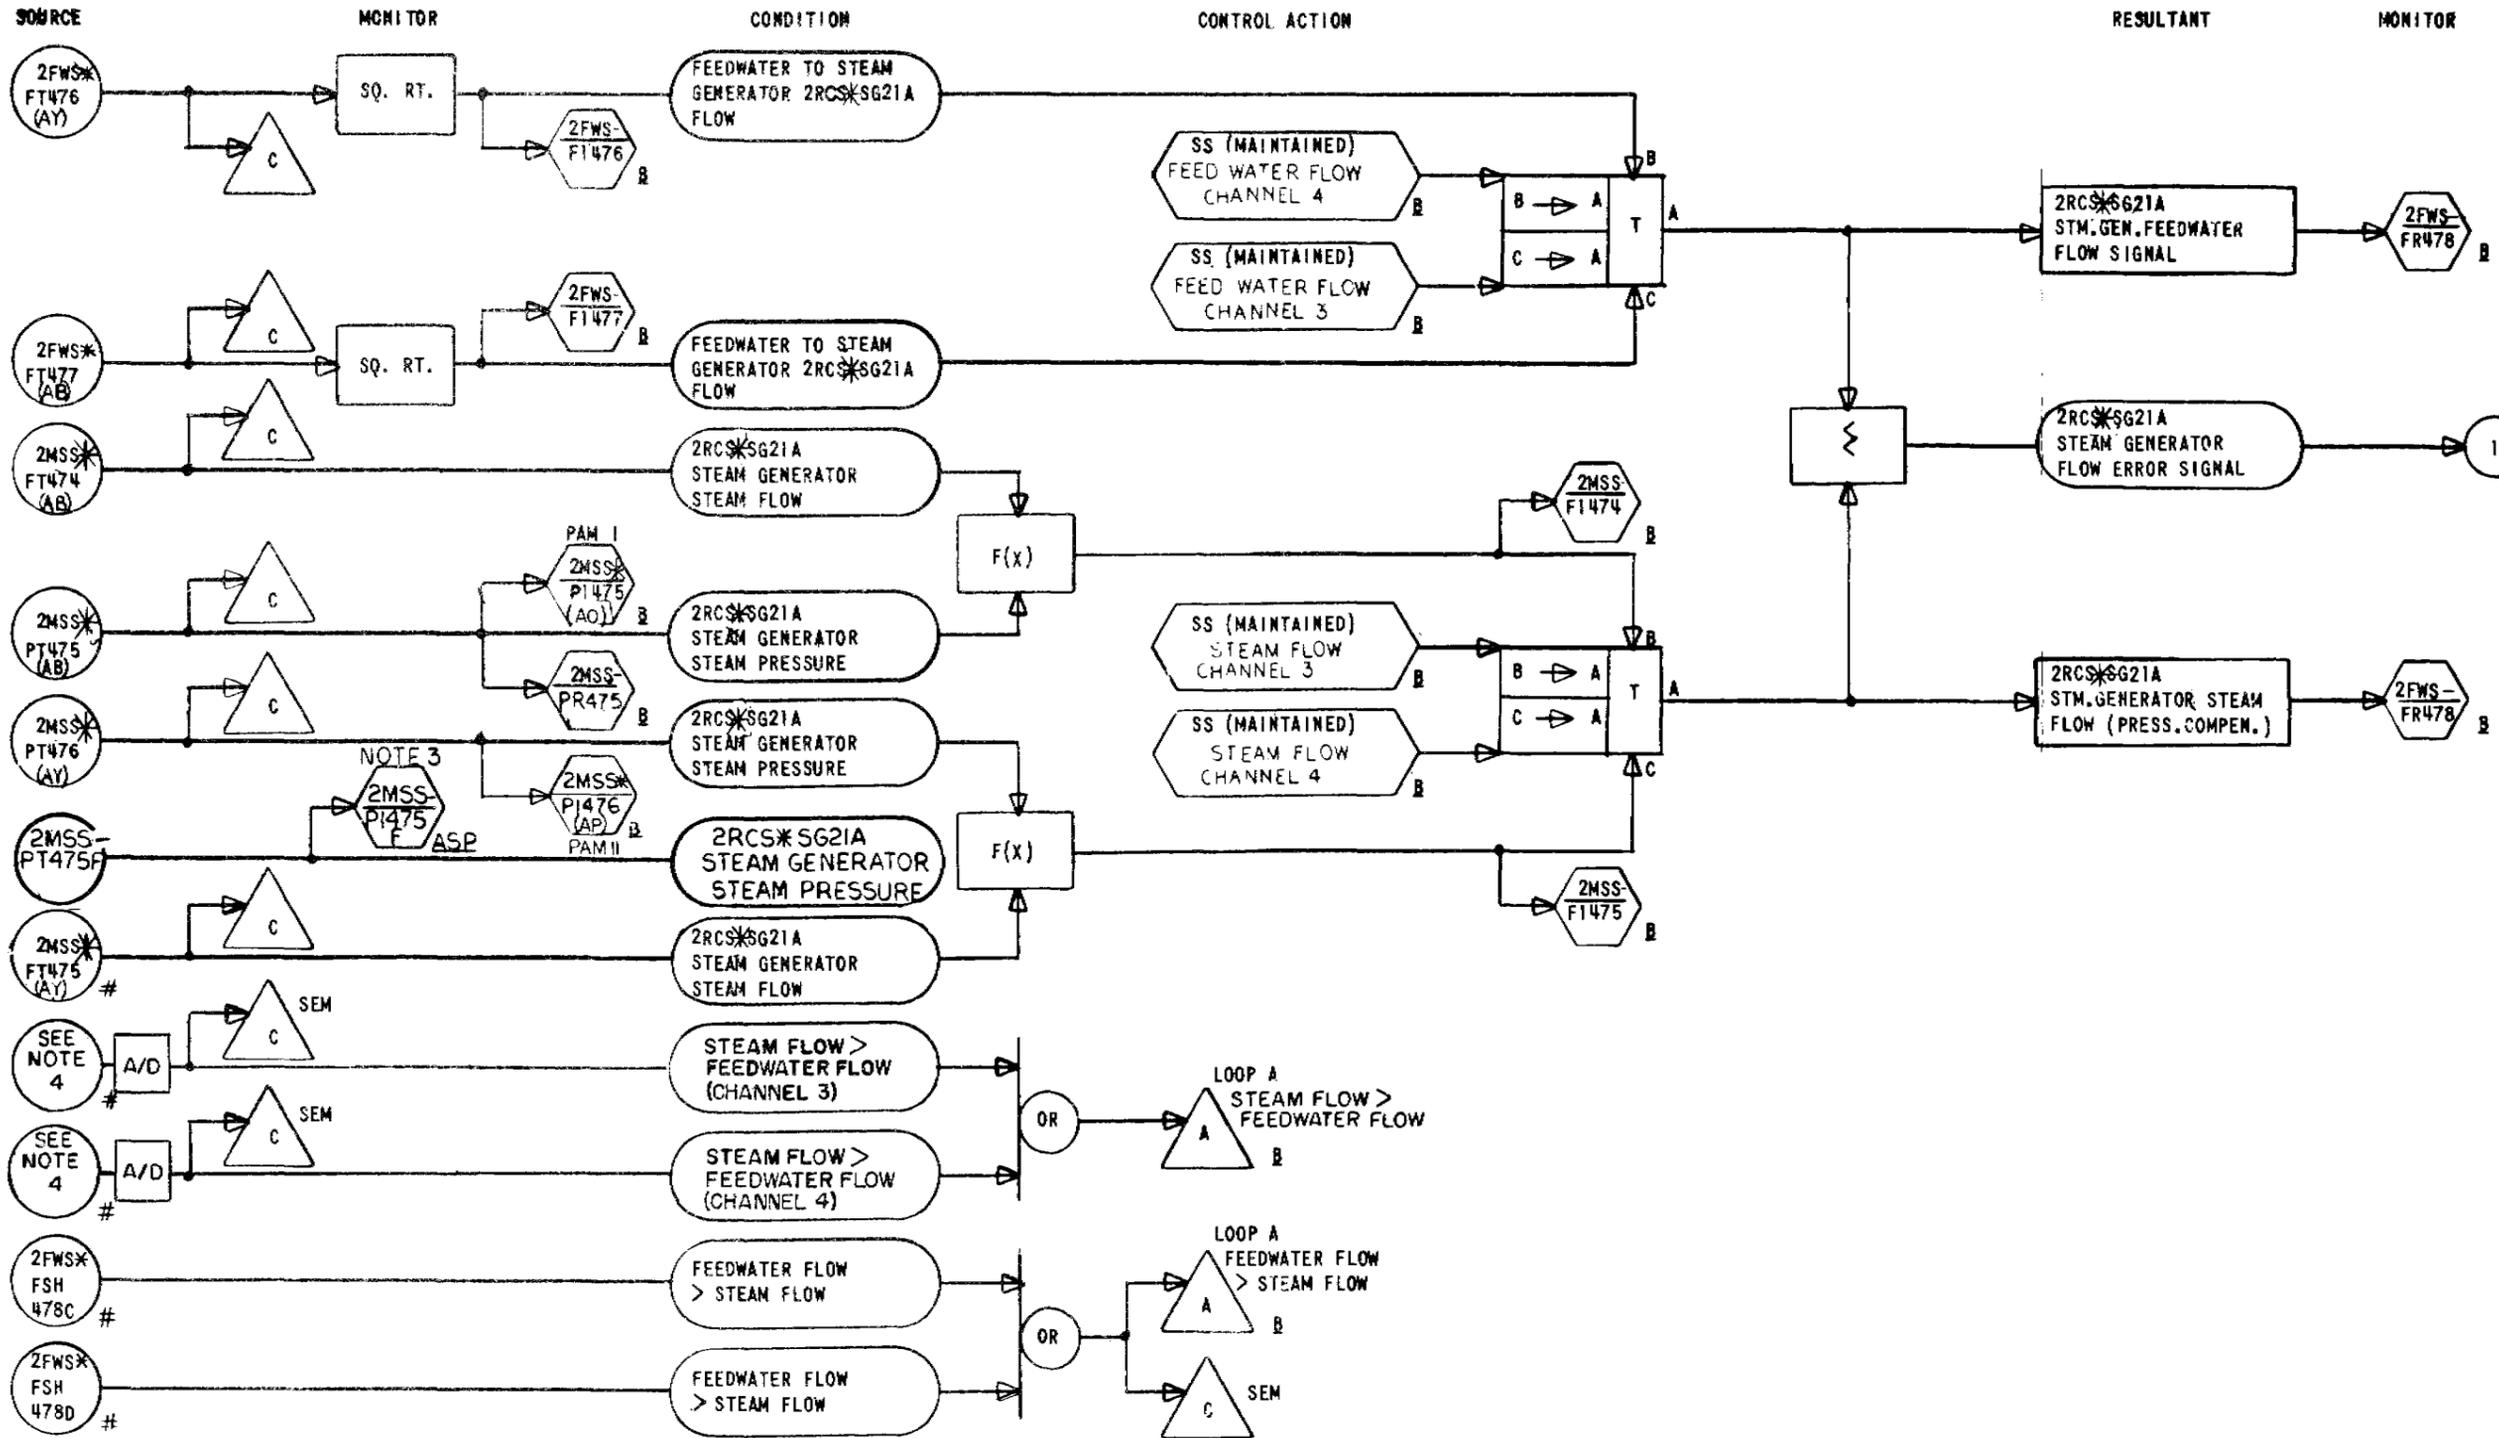 SOURCE
MONITOR
CONDITION
CONTROL ACTION
RESULTANT
MONITOR
2FWS*
FT476
(AY)
C
SQ. RT.
2FWS-
FI476
B
FEEDWATER TO STEAM
GENERATOR 2RCS*SG21A
FLOW
SS (MAINTAINED)
FEED WATER FLOW
CHANNEL 4
B
SS (MAINTAINED)
FEED WATER FLOW
CHANNEL 3
B
B
B → A
C → A
T
A
C
2RCS*SG21A
STM.GEN.FEEDWATER
FLOW SIGNAL
2FWS-
FR478
B
2FWS*
FT477
(AB)
C
SQ. RT.
2FWS-
FI477
B
FEEDWATER TO STEAM
GENERATOR 2RCS*SG21A
FLOW
2RCS*SG21A
STEAM GENERATOR
FLOW ERROR SIGNAL
1
2MSS*
FT474
(AB)
C
2RCS*SG21A
STEAM GENERATOR
STEAM FLOW
F(X)
2MSS-
FI474
B
2MSS*
PT475
(AB)
C
PAM I
2MSS*
PI475
(AO)
B
2MSS-
PR475
B
2RCS*SG21A
STEAM GENERATOR
STEAM PRESSURE
SS (MAINTAINED)
STEAM FLOW
CHANNEL 3
B
SS (MAINTAINED)
STEAM FLOW
CHANNEL 4
B
B
B → A
C → A
T
A
C
2RCS*SG21A
STM.GENERATOR STEAM
FLOW (PRESS.COMPEN.)
2FWS-
FR478
B
2MSS*
PT476
(AY)
C
2MSS*
PI476
(AP)
B
PAM II
2RCS*SG21A
STEAM GENERATOR
STEAM PRESSURE
2MSS-
PT475F
NOTE 3
2MSS-
PI475
F
ASP
2RCS*SG21A
STEAM GENERATOR
STEAM PRESSURE
F(X)
2MSS-
FI475
B
2MSS*
FT475
(AY)
#
C
2RCS*SG21A
STEAM GENERATOR
STEAM FLOW
SEE
NOTE
4
#
A/D
C
SEM
STEAM FLOW >
FEEDWATER FLOW
(CHANNEL 3)
OR
LOOP A
STEAM FLOW >
FEEDWATER FLOW
A
B
SEE
NOTE
4
#
A/D
C
SEM
STEAM FLOW >
FEEDWATER FLOW
(CHANNEL 4)
2FWS*
FSH
478C
#
FEEDWATER FLOW
> STEAM FLOW
OR
LOOP A
FEEDWATER FLOW
> STEAM FLOW
A
B
2FWS*
FSH
478D
#
FEEDWATER FLOW
> STEAM FLOW
C
SEM